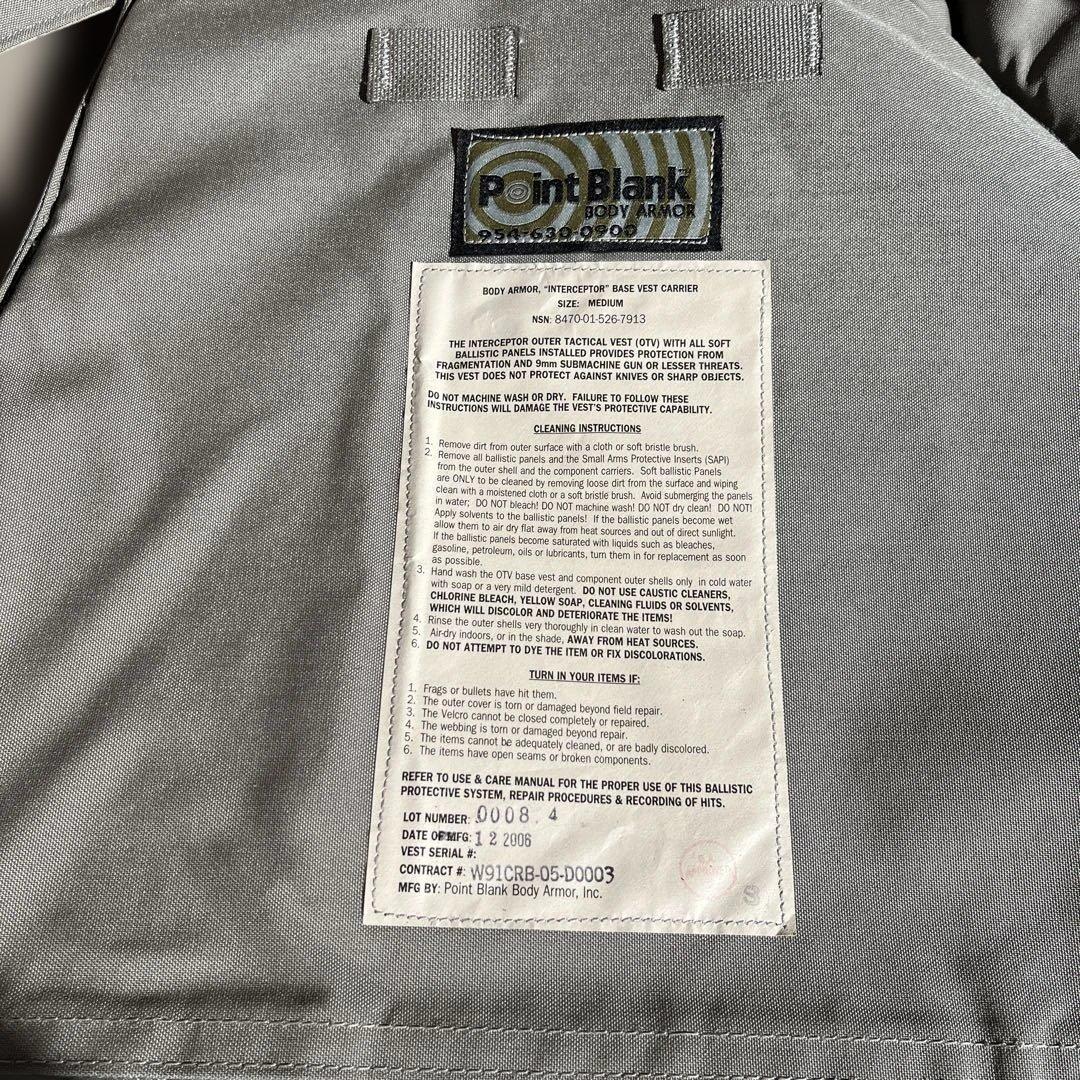 Point Blank
BODY ARMOR
954-630-0900
BODY ARMOR, "INTERCEPTOR" BASE VEST CARRIER
SIZE: MEDIUM
NSN: 8470-01-526-7913
THE INTERCEPTOR OUTER TACTICAL VEST (OTV) WITH ALL SOFT
BALLISTIC PANELS INSTALLED PROVIDES PROTECTION FROM
FRAGMENTATION AND 9mm SUBMACHINE GUN OR LESSER THREATS.
THIS VEST DOES NOT PROTECT AGAINST KNIVES OR SHARP OBJECTS.
DO NOT MACHINE WASH OR DRY. FAILURE TO FOLLOW THESE
INSTRUCTIONS WILL DAMAGE THE VEST'S PROTECTIVE CAPABILITY.
CLEANING INSTRUCTIONS
1. Remove dirt from outer surface with a cloth or soft bristle brush.
2. Remove all ballistic panels and the Small Arms Protective Inserts (SAPI)
from the outer shell and the component carriers. Soft ballistic Panels
are ONLY to be cleaned by removing loose dirt from the surface and wiping
clean with a moistened cloth or a soft bristle brush. Avoid submerging the panels
in water; DO NOT bleach! DO NOT machine wash! DO NOT dry clean! DO NOT!
Apply solvents to the ballistic panels! If the ballistic panels become wet
allow them to air dry flat away from heat sources and out of direct sunlight.
If the ballistic panels become saturated with liquids such as bleaches,
gasoline, petroleum, oils or lubricants, turn them in for replacement as soon
as possible.
3. Hand wash the OTV base vest and component outer shells only in cold water
with soap or a very mild detergent. DO NOT USE CAUSTIC CLEANERS,
CHLORINE BLEACH, YELLOW SOAP, CLEANING FLUIDS OR SOLVENTS,
WHICH WILL DISCOLOR AND DETERIORATE THE ITEMS!
4. Rinse the outer shells very thoroughly in clean water to wash out the soap.
5. Air-dry indoors, or in the shade, AWAY FROM HEAT SOURCES.
6. DO NOT ATTEMPT TO DYE THE ITEM OR FIX DISCOLORATIONS.
TURN IN YOUR ITEMS IF:
1. Frags or bullets have hit them.
2. The outer cover is torn or damaged beyond field repair.
3. The Velcro cannot be closed completely or repaired.
4. The webbing is torn or damaged beyond repair.
5. The items cannot be adequately cleaned, or are badly discolored.
6. The items have open seams or broken components.
REFER TO USE & CARE MANUAL FOR THE PROPER USE OF THIS BALLISTIC
PROTECTIVE SYSTEM, REPAIR PROCEDURES & RECORDING OF HITS.
LOT NUMBER: 0008.4
DATE OF MFG: 12 2006
VEST SERIAL #:
CONTRACT #: W91CRB-05-D0003
MFG BY: Point Blank Body Armor, Inc.
S